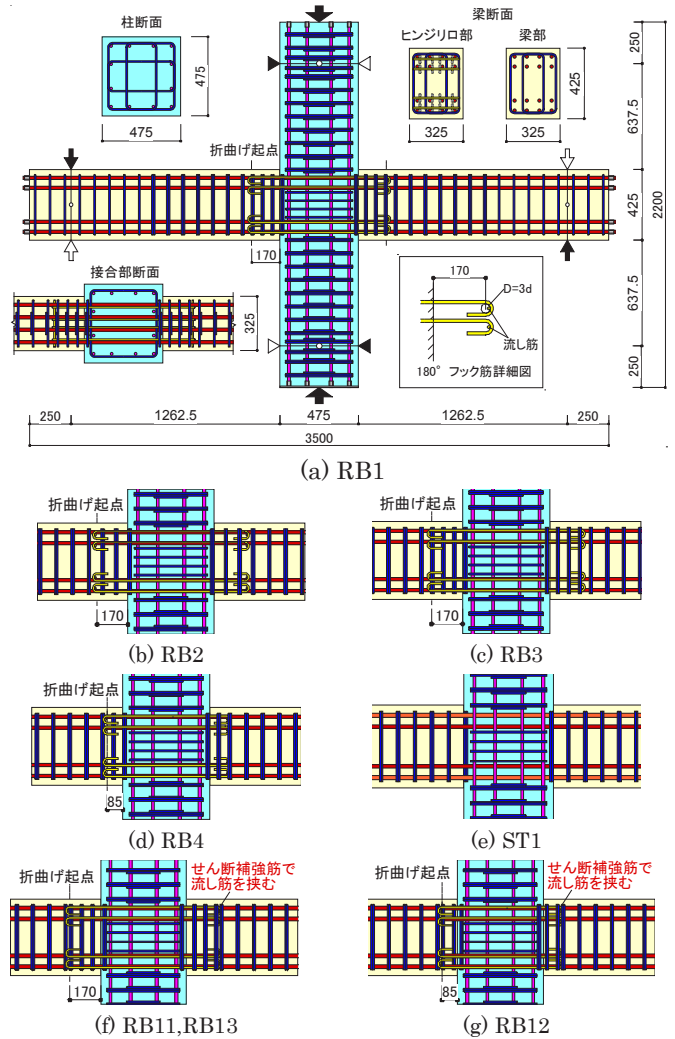 柱断面
475
475
梁断面
ヒンジリロ部
梁部
425
325
325
250
637.5
425
637.5
250
2200
折曲げ起点
170
接合部断面
325
170
D=3d
流し筋
180° フック筋詳細図
250
1262.5
475
1262.5
250
3500
(a) RB1
折曲げ起点
170
(b) RB2
折曲げ起点
170
(c) RB3
折曲げ起点
85
(d) RB4
(e) ST1
折曲げ起点
せん断補強筋で
流し筋を挟む
170
(f) RB11,RB13
折曲げ起点
せん断補強筋で
流し筋を挟む
85
(g) RB12